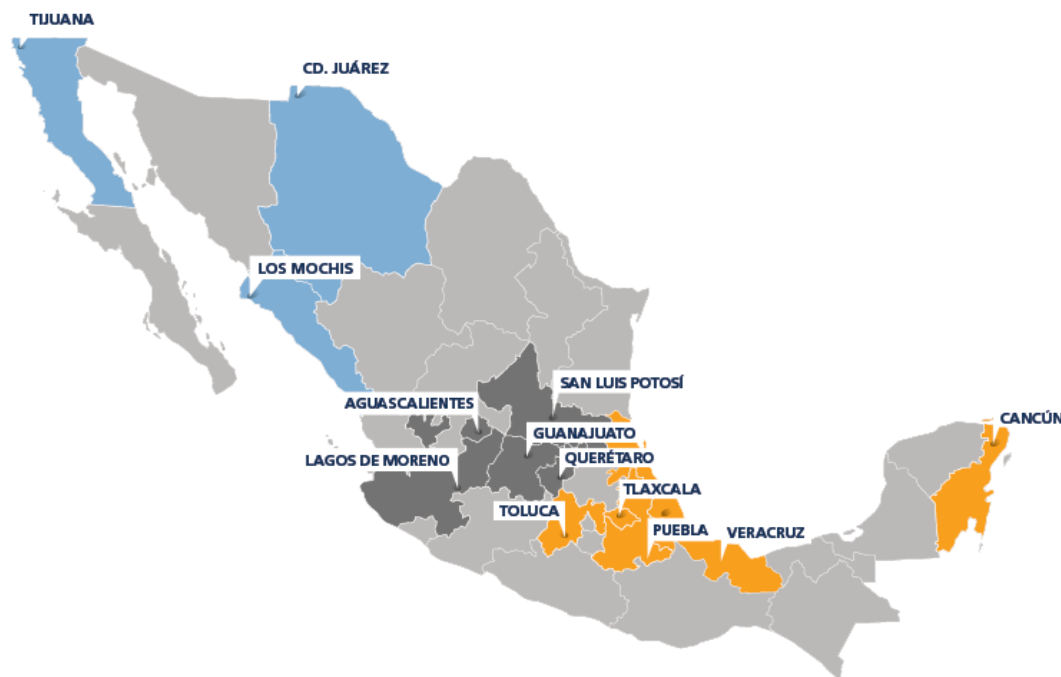 TIJUANA
CD. JUÁREZ
LOS MOCHIS
SAN LUIS POTOSÍ
AGUASCALIENTES
CANCÚN
GUANAJUATO
LAGOS DE MORENO
QUERÉTARO
TLAXCALA
TOLUCA
PUEBLA
VERACRUZ